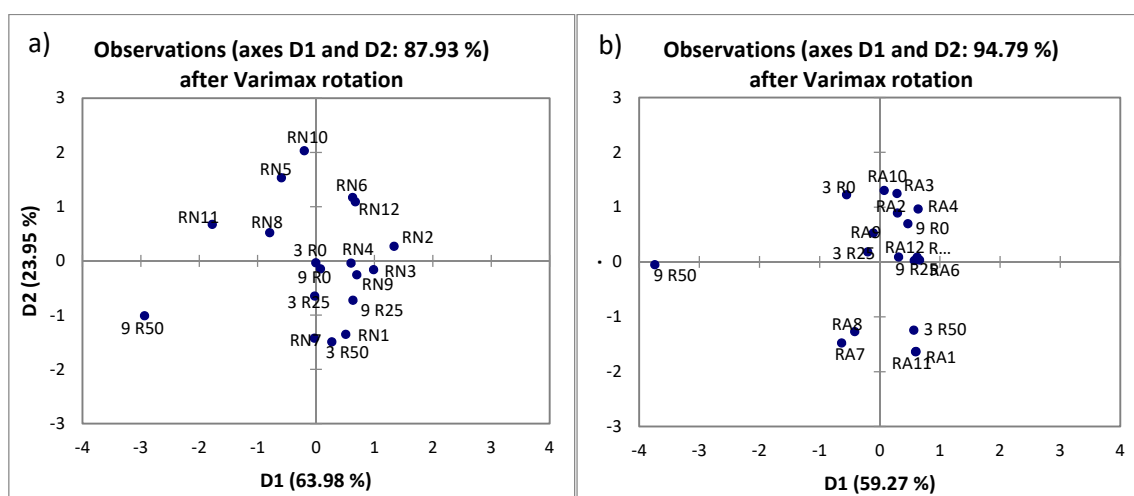 a)
Observations (axes D1 and D2: 87.93 %)
after Varimax rotation
3
2
1
0
-1
-2
-3
D2 (23.95 %)
RN10
RN5
RN6
RN12
RN11
RN8
RN2
3 R0
RN4
9 R0
RN3
RN9
3 R25
9 R25
9 R50
RN7
RN1
3 R50
-4 -3 -2 -1 0 1 2 3 4
D1 (63.98 %)
b)
Observations (axes D1 and D2: 94.79 %)
after Varimax rotation
3
2
1
0
-1
-2
-3
RA10
3 R0
RA3
RA2
RA4
9 R0
RA9
3 R25
RA12
R...
9 R25
RA6
9 R50
RA8
3 R50
RA7
RA11
RA1
-4 -3 -2 -1 0 1 2 3 4
D1 (59.27 %)